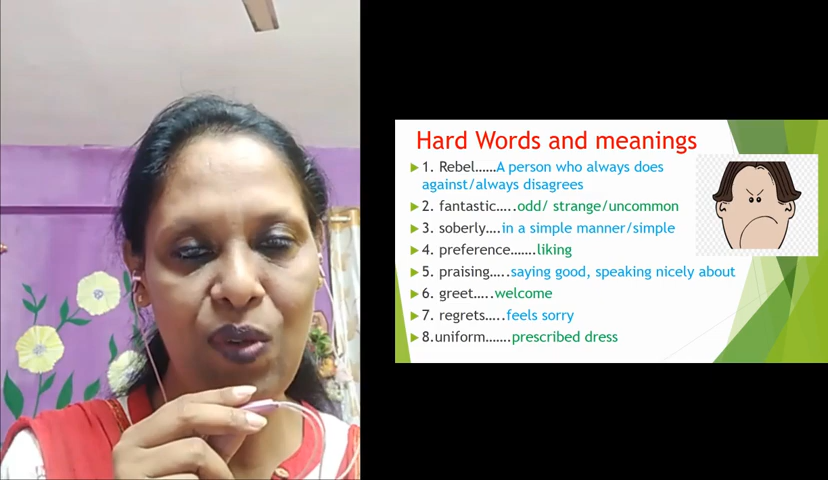 Hard Words and meanings
1. Rebel......A person who always does
against/always disagrees
2. fantastic.....odd/ strange/uncommon
3. soberly....in a simple manner/simple
4. preference.......liking
5. praising.....saying good, speaking nicely about
6. greet.....welcome
7. regrets.....feels sorry
8.uniform.......prescribed dress